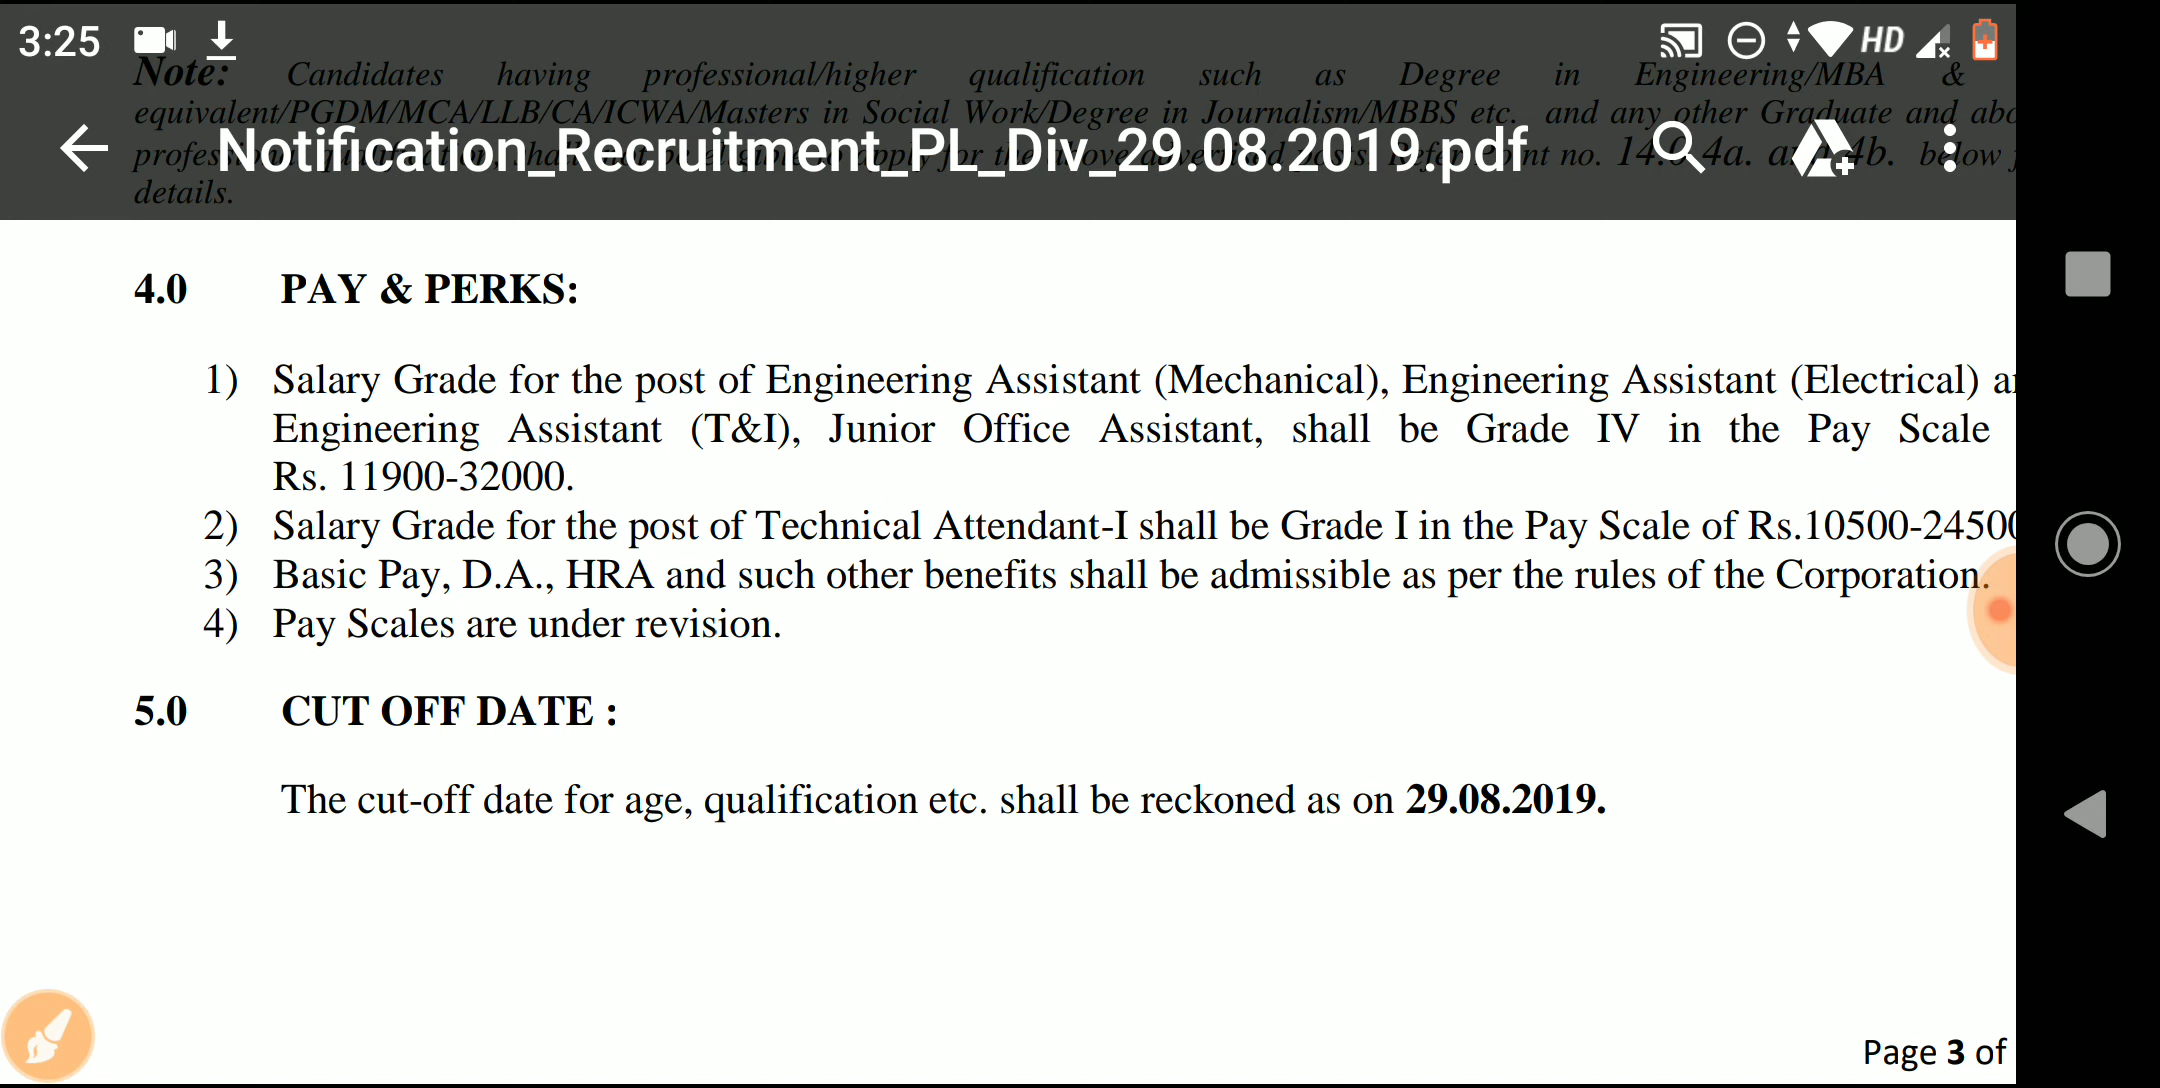 3:25
HD
Note: Candidates having professional/higher qualification such as Degree in Engineering/MBA &
equivalent/PGDM/MCA/LLB/CA/ICWA/Masters in Social Work/Degree in Journalism/MBBS etc. and any other Graduate and abo
Notification_Recruitment_PL_Div_29.08.2019.pdf
below
details.
4.0 PAY & PERKS:
1) Salary Grade for the post of Engineering Assistant (Mechanical), Engineering Assistant (Electrical) a
Engineering Assistant (T&I), Junior Office Assistant, shall be Grade IV in the Pay Scale
Rs. 11900-32000.
2) Salary Grade for the post of Technical Attendant-I shall be Grade I in the Pay Scale of Rs.10500-24500
3) Basic Pay, D.A., HRA and such other benefits shall be admissible as per the rules of the Corporation.
4) Pay Scales are under revision.
5.0 CUT OFF DATE :
The cut-off date for age, qualification etc. shall be reckoned as on 29.08.2019.
Page 3 of